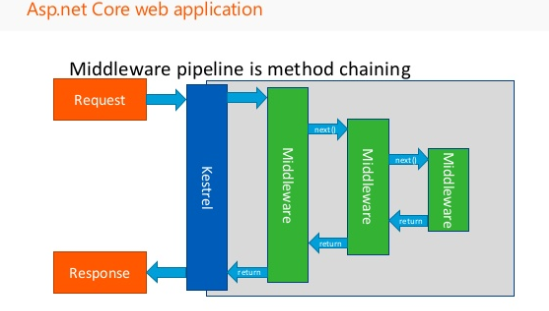 Asp.net Core web application
Middleware pipeline is method chaining
Request
Kestrel
Middleware
next()
Middleware
next()
Middleware
return
return
return
Response